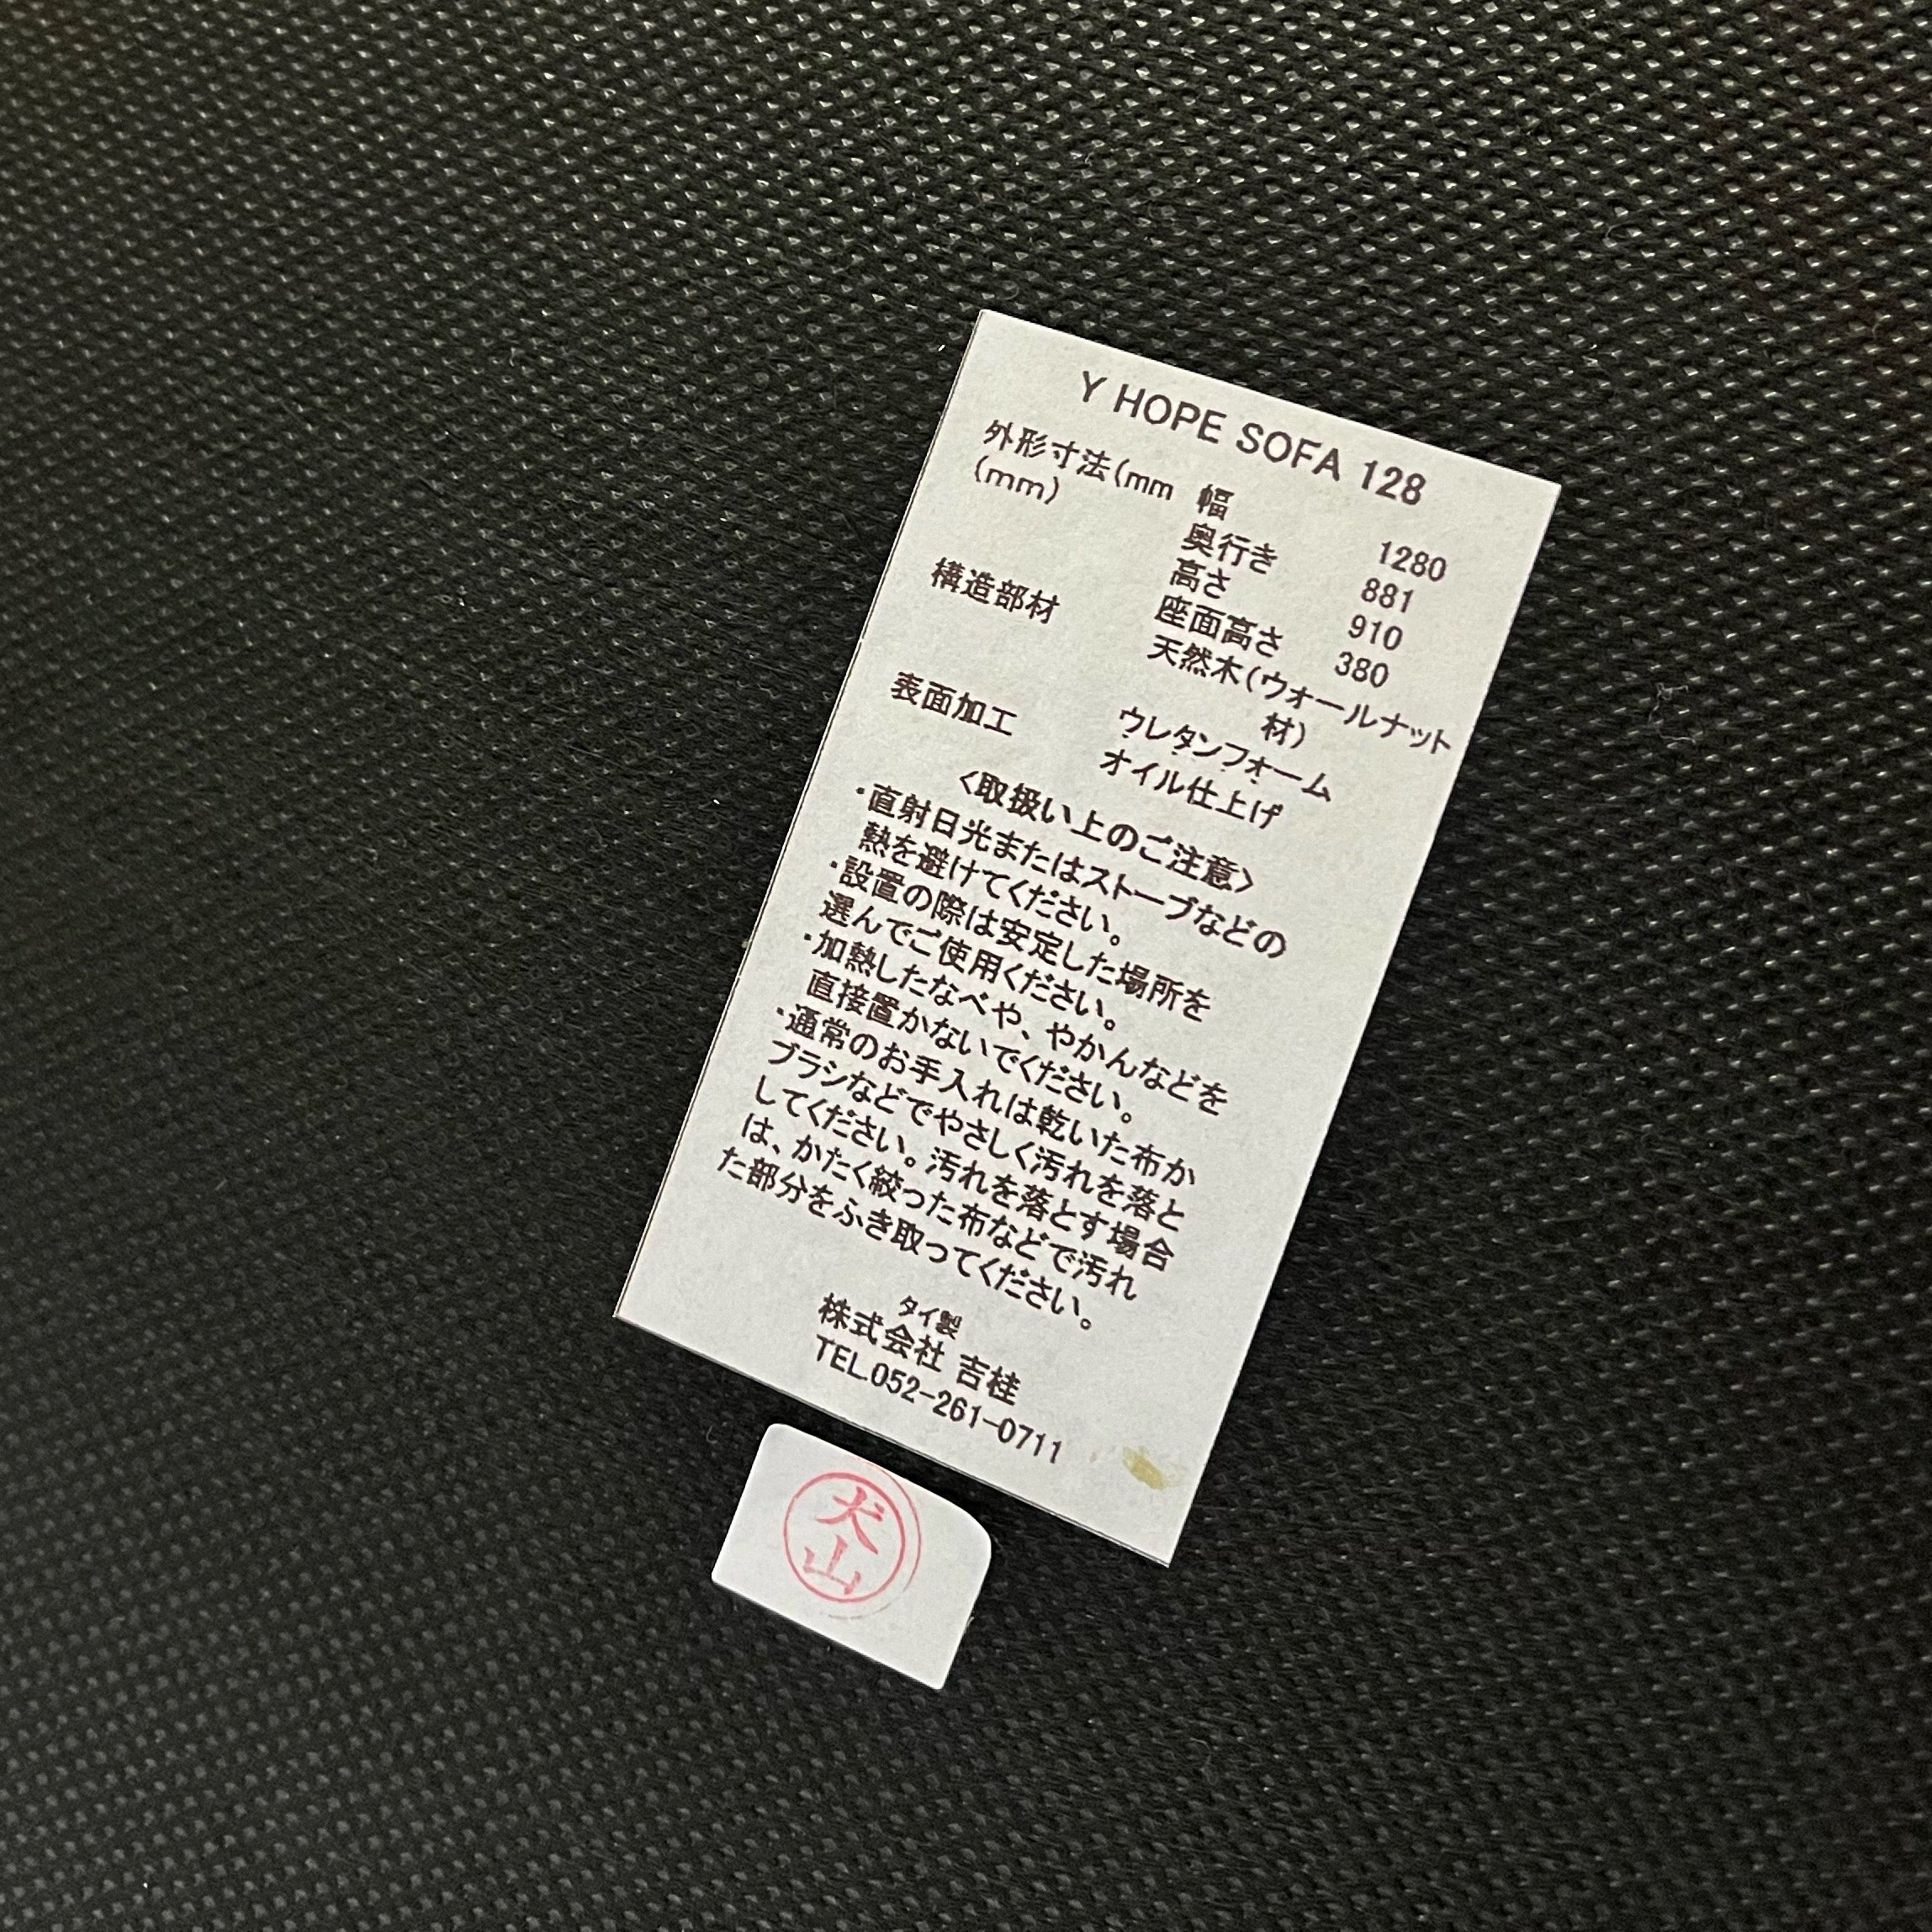 Y HOPE SOFA 128
外形寸法(mm 幅 1280
(mm) 奥行き 881
高さ 910
座面高さ 380
構造部材 天然木(ウォールナット
材)
ウレタンフォーム
表面加工 オイル仕上げ
<取扱い上のご注意>
・直射日光またはストーブなどの
熱を避けてください。
・設置の際は安定した場所を
選んでご使用ください。
・加熱したなべや、やかんなどを
直接置かないでください。
・通常のお手入れは乾いた布か
ブラシなどでやさしく汚れを落と
してください。汚れを落とす場合
は、かたく絞った布などで汚れ
た部分をふき取ってください。
タイ製
株式会社 吉桂
TEL.052-261-0711
犬山